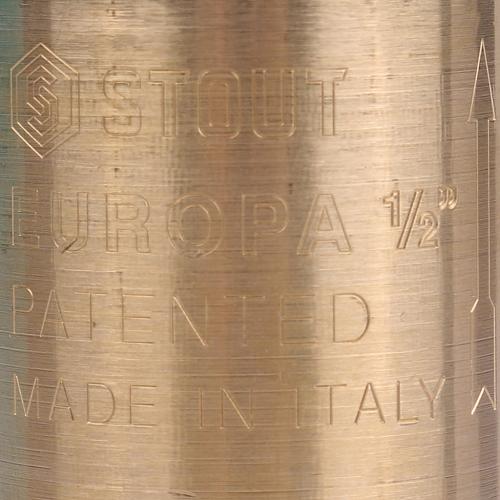 STOUT
EUROPA 1/2”
PATENTED
MADE IN ITALY